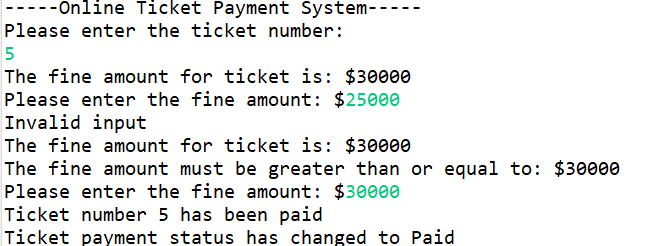 -----Online Ticket Payment System-----
Please enter the ticket number:
5
The fine amount for ticket is: $30000
Please enter the fine amount: $25000
Invalid input
The fine amount for ticket is: $30000
The fine amount must be greater than or equal to: $30000
Please enter the fine amount: $30000
Ticket number 5 has been paid
Ticket payment status has changed to Paid